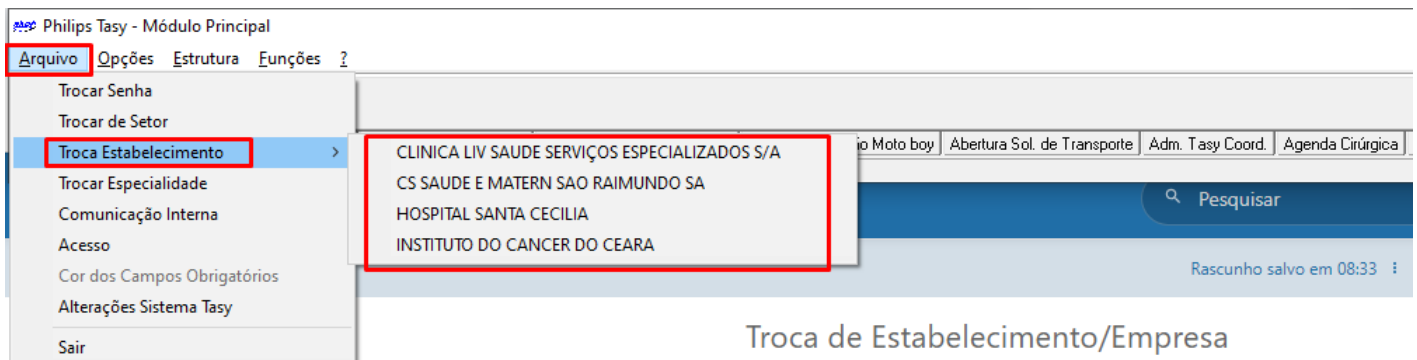 Philips Tasy - Módulo Principal
Arquivo Opções Estrutura Funções ?
Trocar Senha
Trocar de Setor
Troca Estabelecimento
Trocar Especialidade
Comunicação Interna
Acesso
Cor dos Campos Obrigatórios
Alterações Sistema Tasy
Sair
CLINICA LIV SAUDE SERVIÇOS ESPECIALIZADOS S/A
CS SAUDE E MATERN SAO RAIMUNDO SA
HOSPITAL SANTA CECILIA
INSTITUTO DO CANCER DO CEARA
Moto boy Abertura Sol. de Transporte Adm. Tasy Coord. Agenda Cirúrgica
Pesquisar
Rascunho salvo em 08:33
Troca de Estabelecimento/Empresa